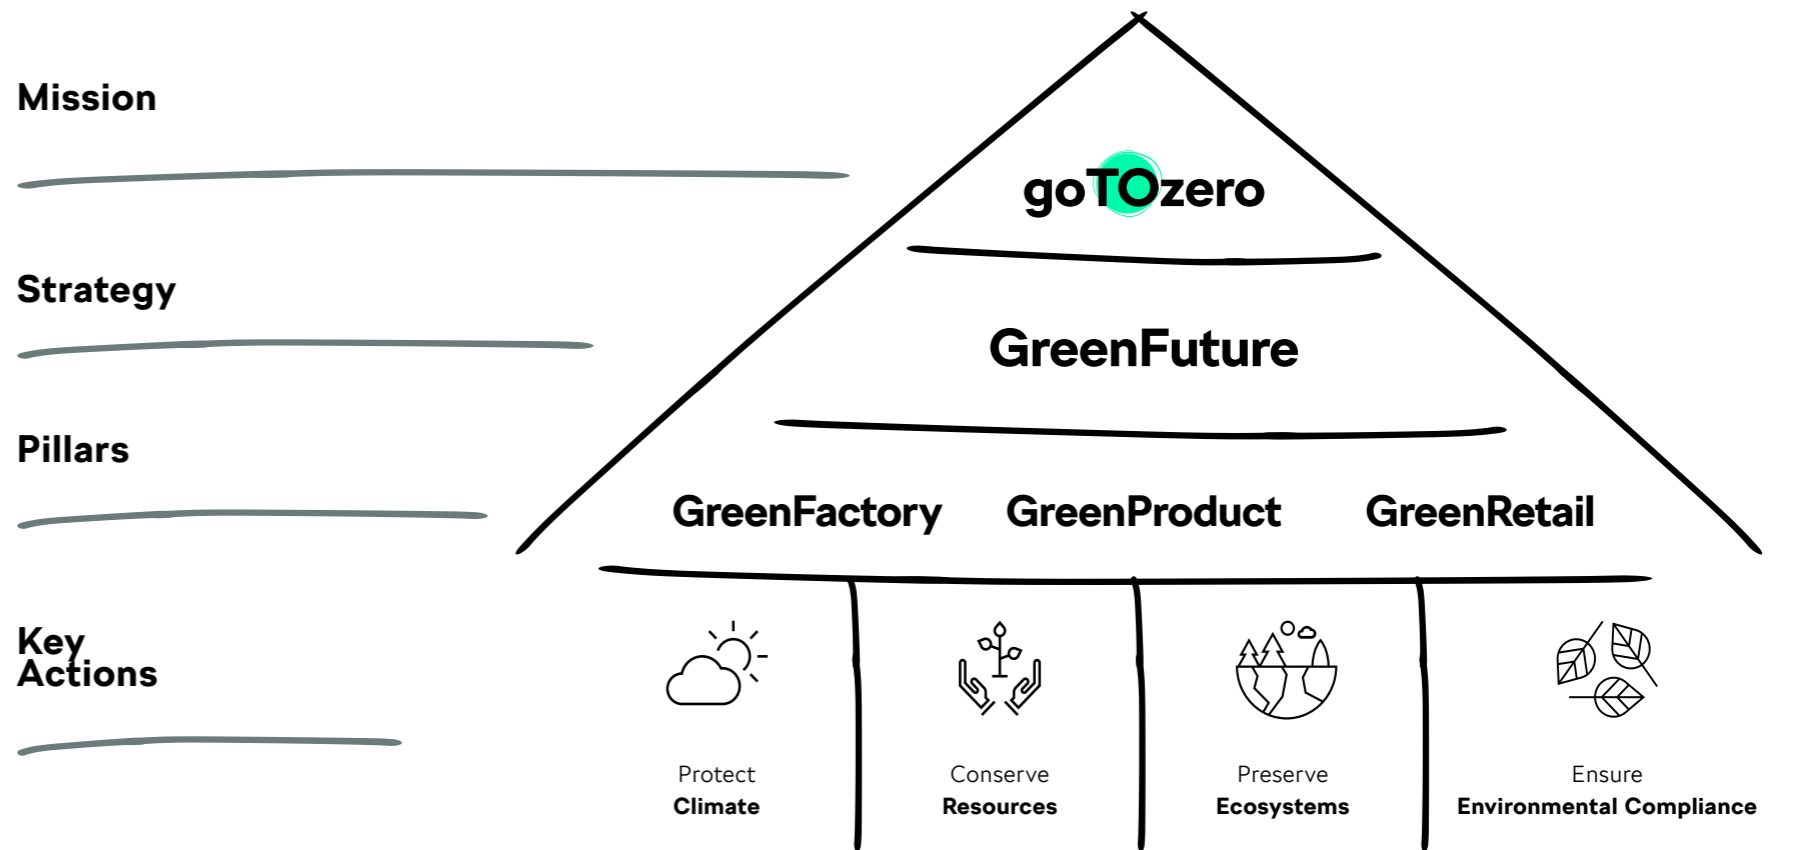 Mission
goTOzero
Strategy
GreenFuture
Pillars
GreenFactory GreenProduct GreenRetail
Key
Actions
Protect
Climate
Conserve
Resources
Preserve
Ecosystems
Ensure
Environmental Compliance